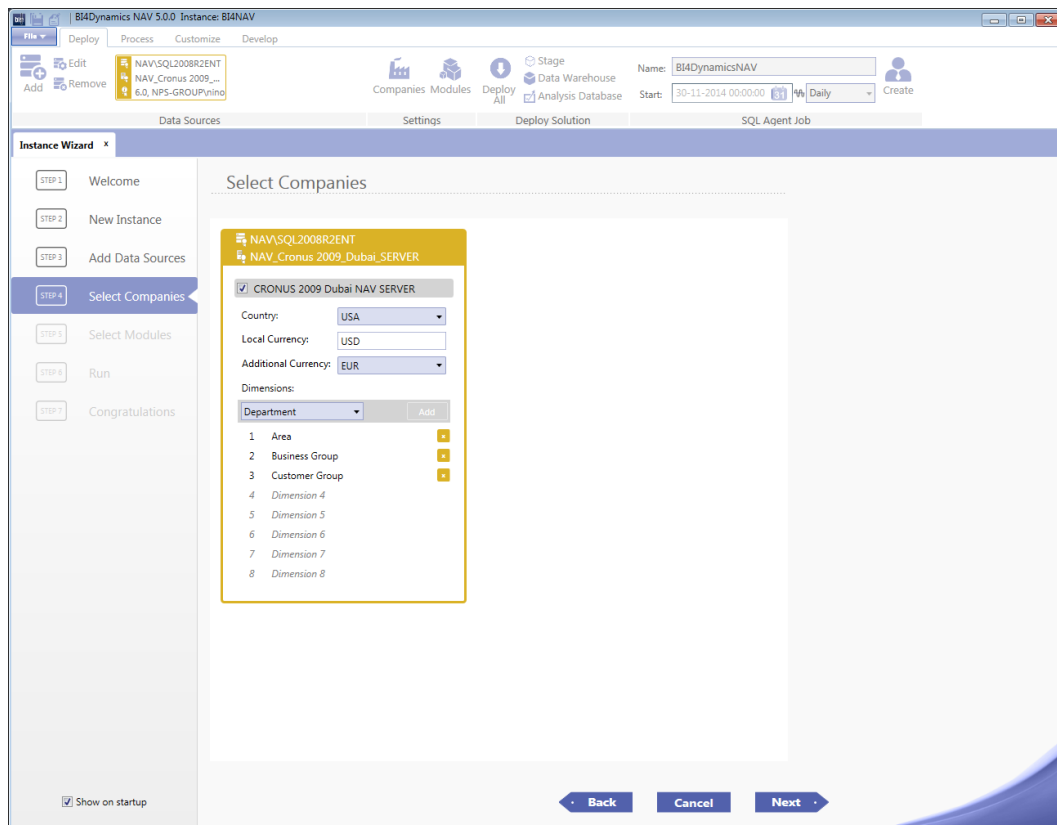 BI4Dynamics NAV 5.0.0 Instance: BI4NAV
File
Deploy
Process
Customize
Develop
Add
Edit
Remove
NAV\SQL2008R2ENT
NAV_Cronus 2009_...
6.0, NPS-GROUP\nino
Data Sources
Companies
Modules
Settings
Deploy
All
Stage
Data Warehouse
Analysis Database
Deploy Solution
Name: BI4DynamicsNAV
Start: 30-11-2014 00:00:00 31 Daily
Create
SQL Agent Job
Instance Wizard x
STEP 1 Welcome
STEP 2 New Instance
STEP 3 Add Data Sources
STEP 4 Select Companies
STEP 5 Select Modules
STEP 6 Run
STEP 7 Congratulations
Show on startup
Select Companies
NAV\SQL2008R2ENT
NAV_Cronus 2009_Dubai_SERVER
CRONUS 2009 Dubai NAV SERVER
Country: USA
Local Currency: USD
Additional Currency: EUR
Dimensions:
Department Add
1 Area
2 Business Group
3 Customer Group
4 Dimension 4
5 Dimension 5
6 Dimension 6
7 Dimension 7
8 Dimension 8
Back
Cancel
Next